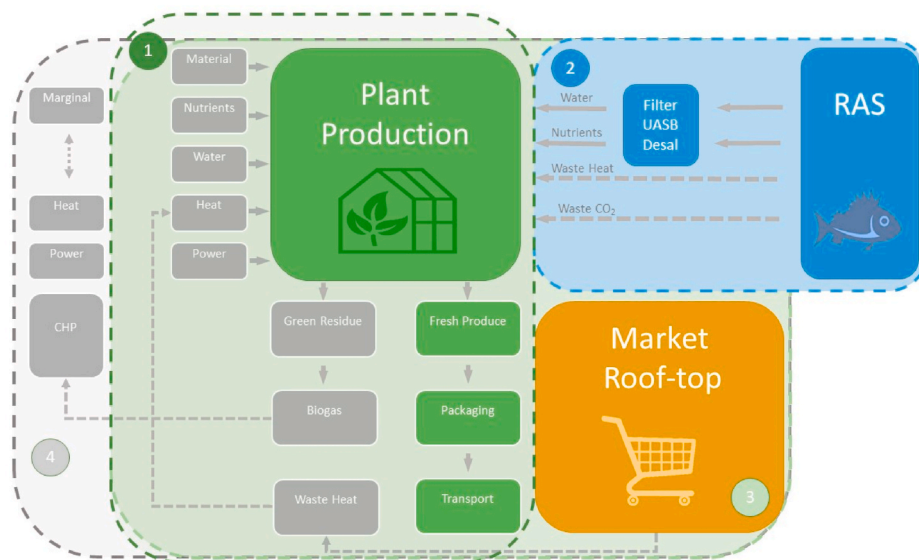 1
Material
Nutrients
Water
Heat
Power
Plant
Production
2
Water
Nutrients
Waste Heat
Waste CO₂
Filter
UASB
Desal
RAS
Marginal
Heat
Power
CHP
4
Green Residue
Biogas
Waste Heat
Fresh Produce
Packaging
Transport
Market
Roof-top
3